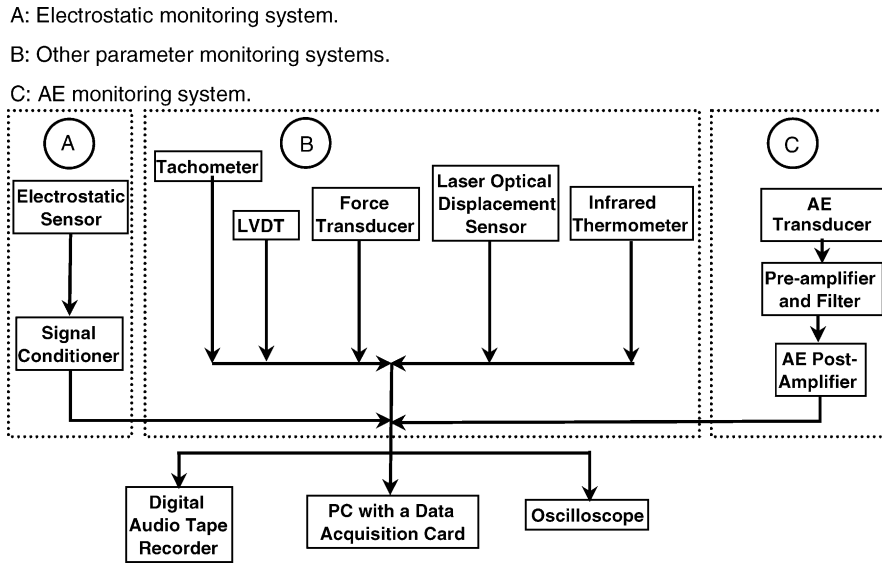 A: Electrostatic monitoring system.
B: Other parameter monitoring systems.
C: AE monitoring system.
A
B
C
Electrostatic
Sensor
Signal
Conditioner
Tachometer
LVDT
Force
Transducer
Laser Optical
Displacement
Sensor
Infrared
Thermometer
AE
Transducer
Pre-amplifier
and Filter
AE Post-
Amplifier
Digital
Audio Tape
Recorder
PC with a Data
Acquisition Card
Oscilloscope